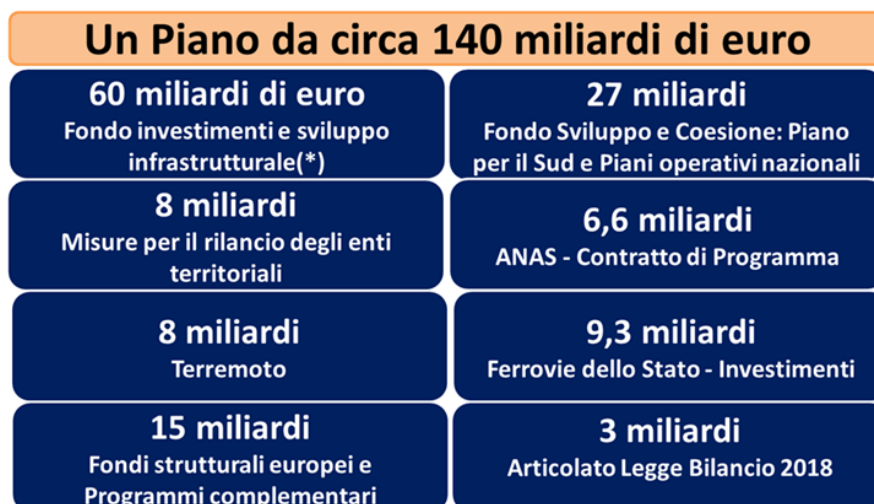 Un Piano da circa 140 miliardi di euro
60 miliardi di euro
Fondo investimenti e sviluppo
infrastrutturale(*)
27 miliardi
Fondo Sviluppo e Coesione: Piano
per il Sud e Piani operativi nazionali
8 miliardi
Misure per il rilancio degli enti
territoriali
6,6 miliardi
ANAS - Contratto di Programma
8 miliardi
Terremoto
9,3 miliardi
Ferrovie dello Stato - Investimenti
15 miliardi
Fondi strutturali europei e
Programmi complementari
3 miliardi
Articolato Legge Bilancio 2018